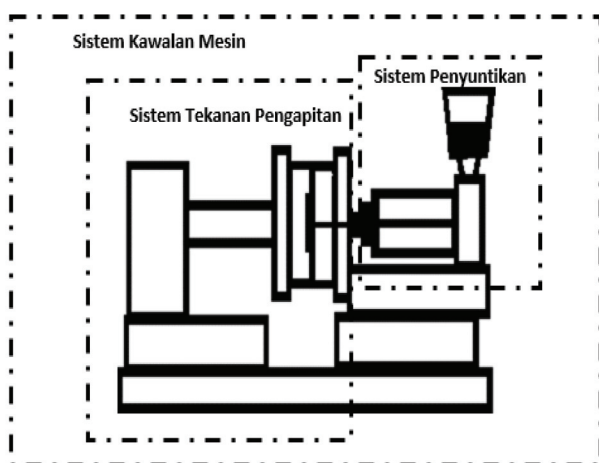 Sistem Kawalan Mesin
Sistem Penyuntikan
Sistem Tekanan Pengapitan